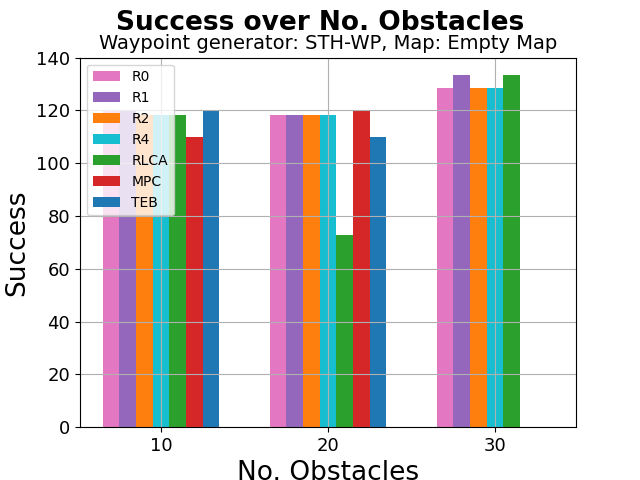 Success over No. Obstacles
Waypoint generator: STH-WP, Map: Empty Map
140
120
100
80
60
40
20
0
Success
R0
R1
R2
R4
RLCA
MPC
TEB
10
20
30
No. Obstacles